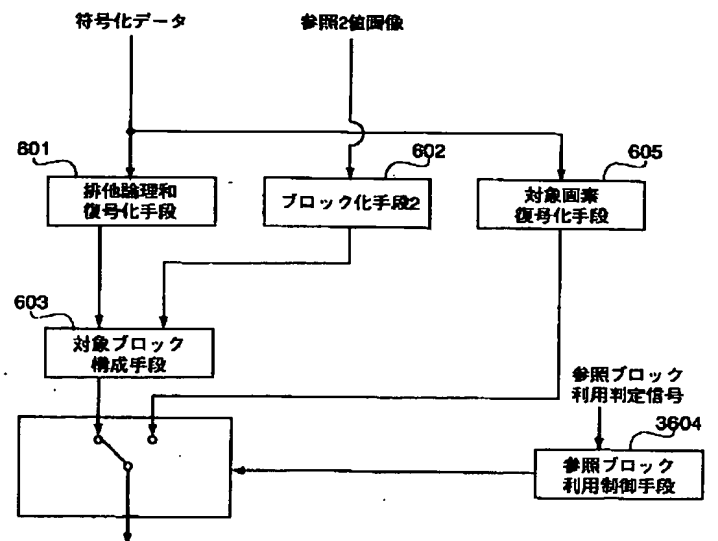 符号化データ
参照2値画像
601
602
605
排他論理和
復号化手段
ブロック化手段2
対象画素
復号化手段
603
対象ブロック
構成手段
参照ブロック
利用判定信号
3604
参照ブロック
利用制御手段